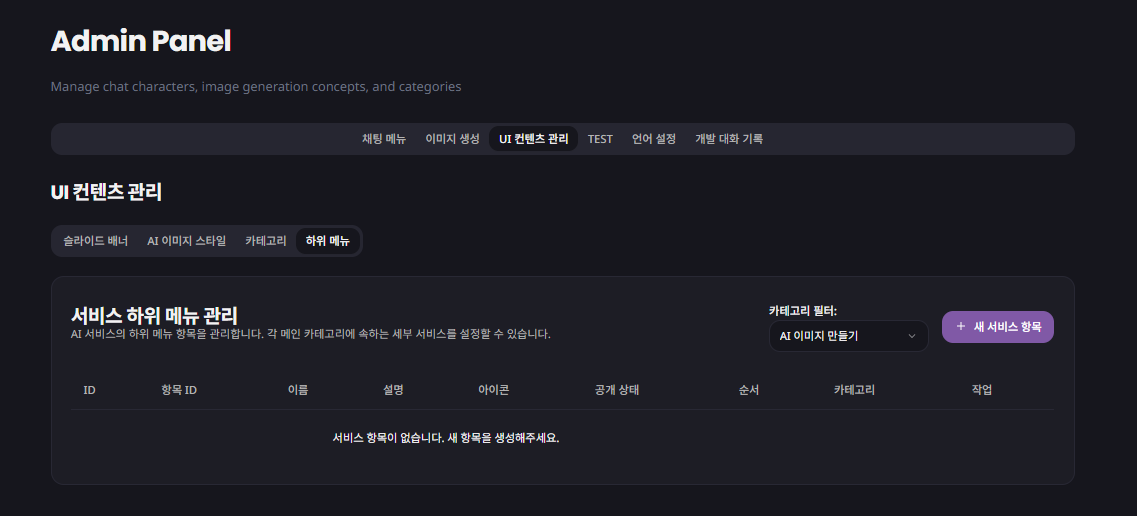 Admin Panel
Manage chat characters, image generation concepts, and categories
채팅 메뉴 이미지 생성 UI 컨텐츠 관리 TEST 언어 설정 개발 대화 기록
UI 컨텐츠 관리
슬라이드 배너 AI 이미지 스타일 카테고리 하위 메뉴
서비스 하위 메뉴 관리
AI 서비스의 하위 메뉴 항목을 관리합니다. 각 메인 카테고리에 속하는 세부 서비스를 설정할 수 있습니다.
카테고리 필터:
AI 이미지 만들기
+ 새 서비스 항목
ID 항목 ID 이름 설명 아이콘 공개 상태 순서 카테고리 작업
서비스 항목이 없습니다. 새 항목을 생성해주세요.